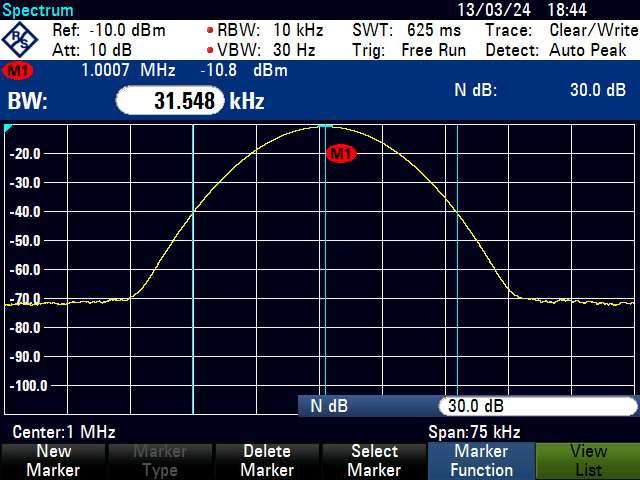 Spectrum 13/03/24 18:44
Ref: -10.0 dBm RBW: 10 kHz SWT: 625 ms Trace: Clear/Write
Att: 10 dB VBW: 30 Hz Trig: Free Run Detect: Auto Peak
R&S
M1 1.0007 MHz -10.8 dBm
BW: 31.548 kHz N dB: 30.0 dB
M1
-20.0
-30.0
-40.0
-50.0
-60.0
-70.0
-80.0
-90.0
-100.0
N dB 30.0 dB
Center:1 MHz Span:75 kHz
New Marker Delete Select Marker View
Marker Type Marker Marker Function List